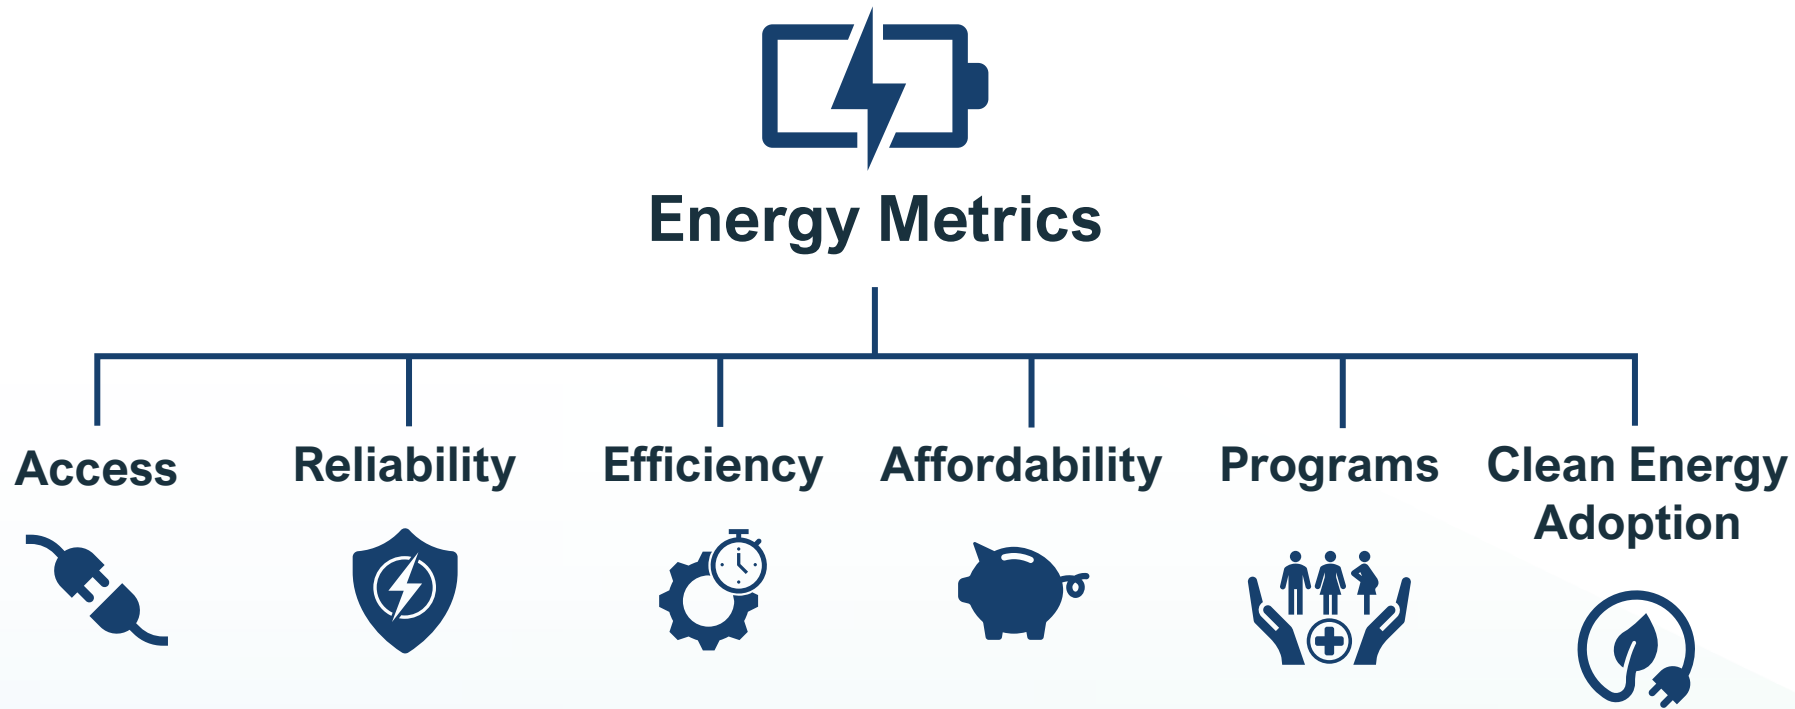 Energy Metrics
Access
Reliability
Efficiency
Affordability
Programs
Clean Energy
Adoption